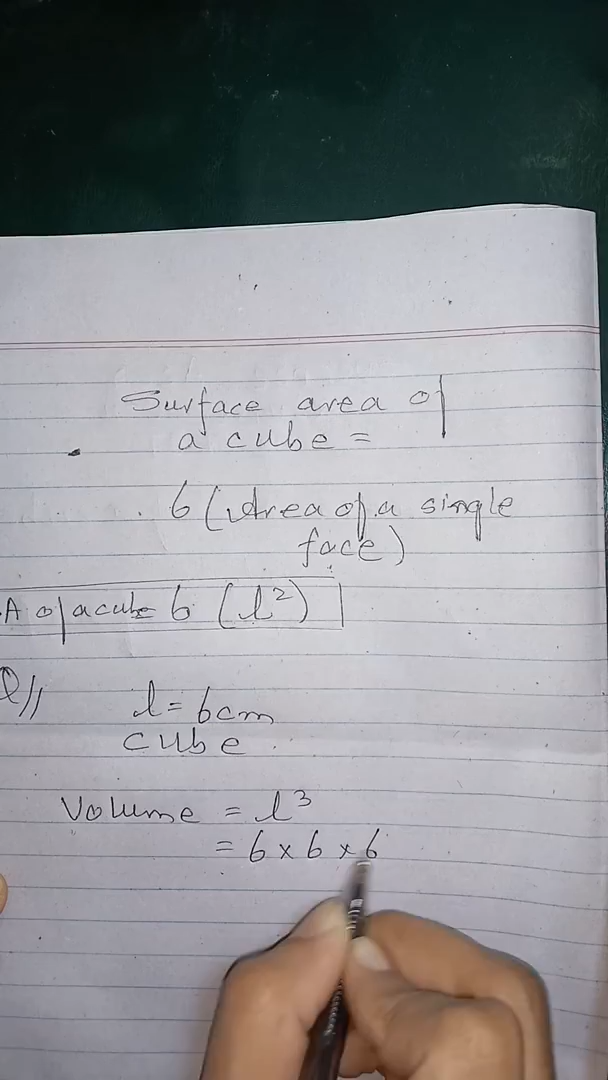 Surface area of
a cube =
6 (Area of a single
face)
A of a cube 6 (l²)
l = 6cm
cube
Volume = l³
= 6 × 6 × 6